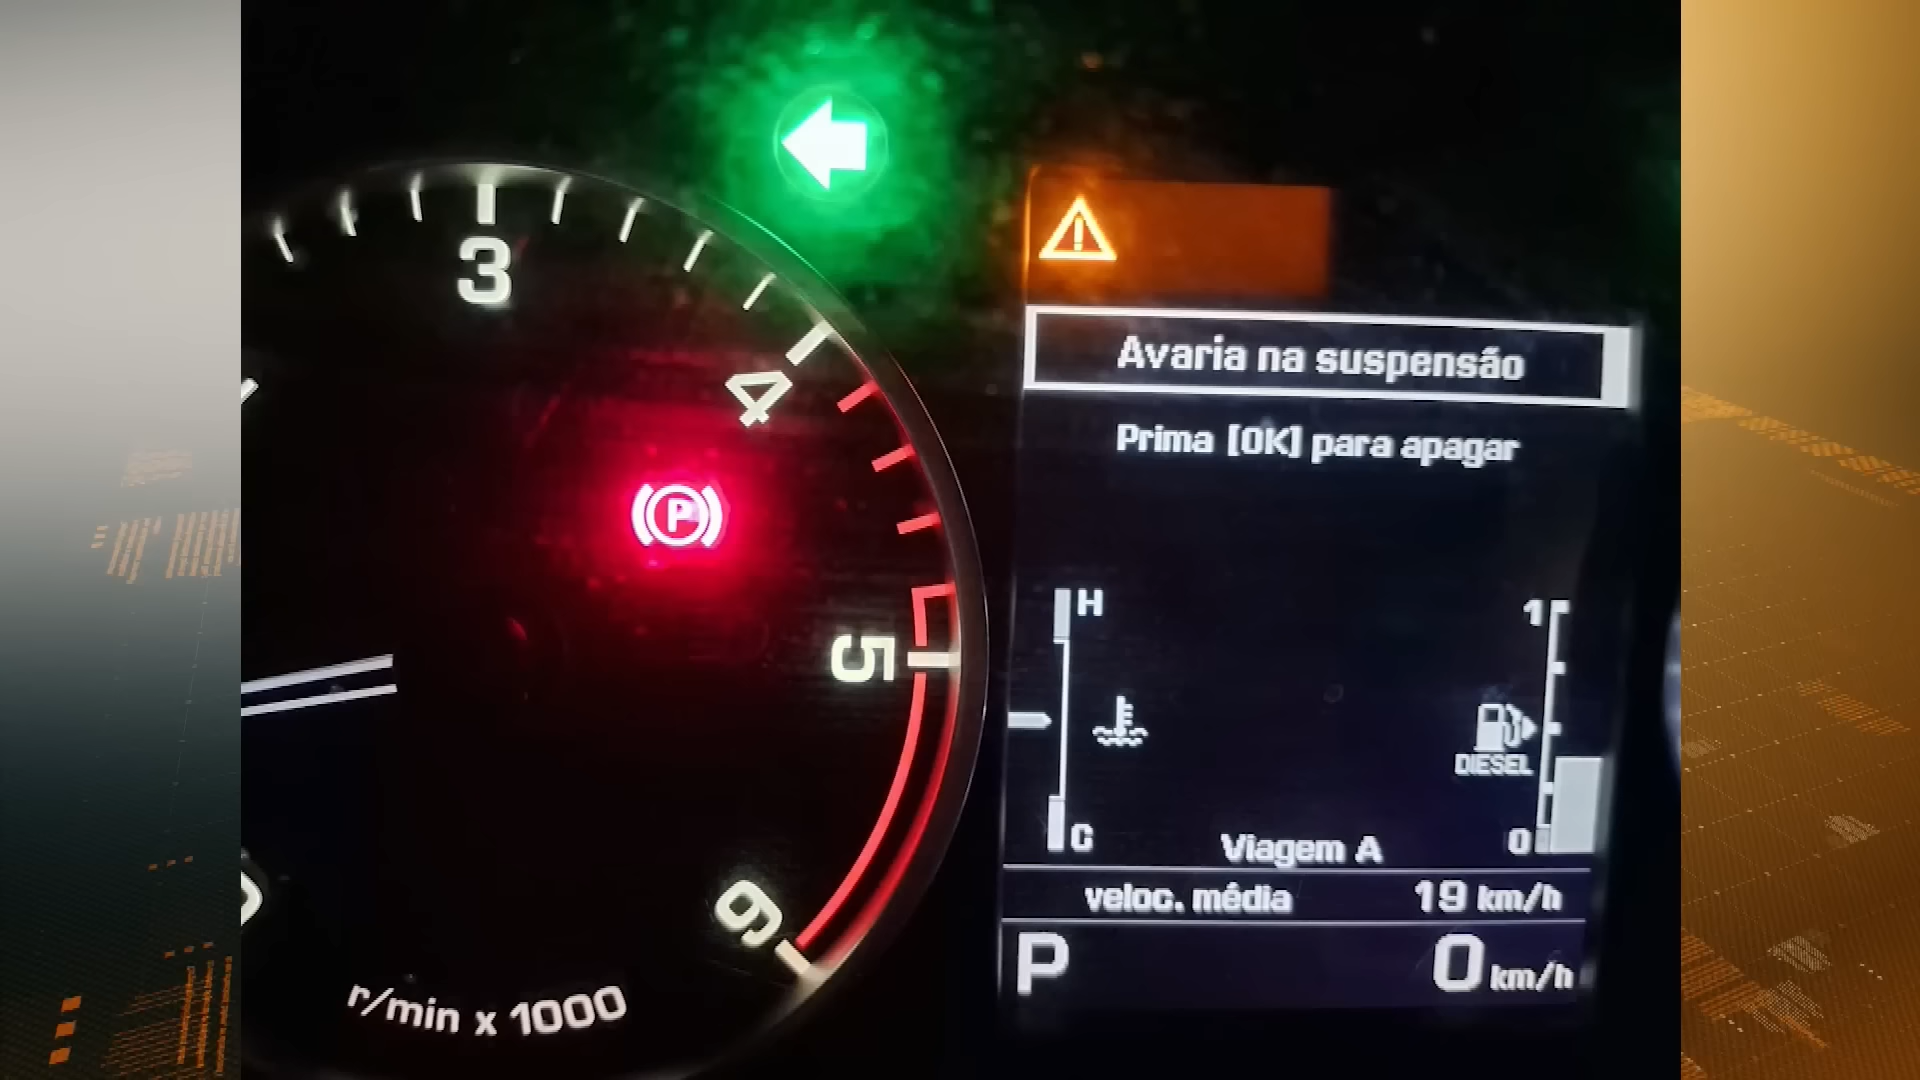 3
4
5
6
r/min x 1000
P
Avaria na suspensão
Prima [OK] para apagar
H
C
1
DIESEL
0
Viagem A
veloc. média 19 km/h
P 0 km/h